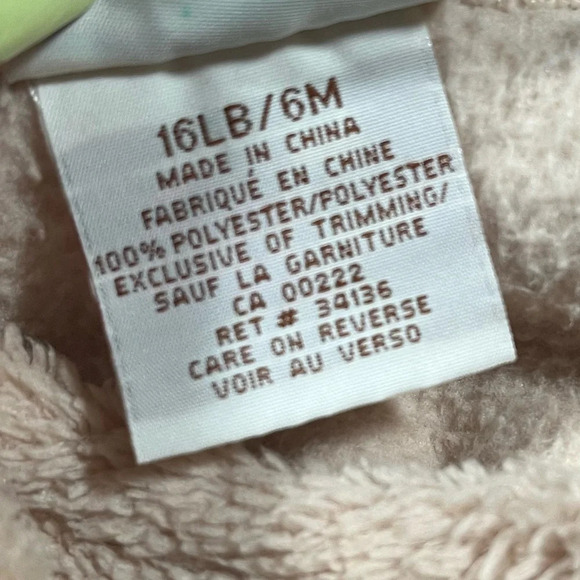 16LB/6M
MADE IN CHINA
FABRIQUÉ EN CHINE
100% POLYESTER/POLYESTER
EXCLUSIVE OF TRIMMING/
SAUF LA GARNITURE
CA 00222
RET # 34136
CARE ON REVERSE
VOIR AU VERSO